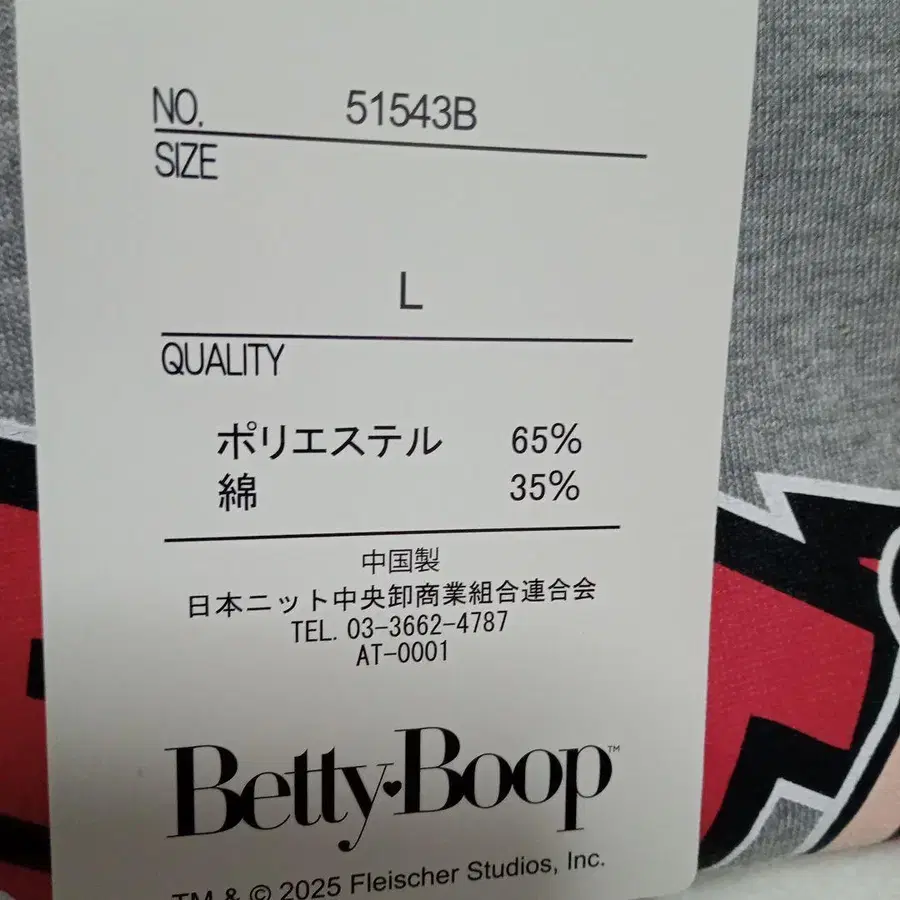 NO. 51543B
SIZE
L
QUALITY
ポリエステル 65%
綿 35%
中国製
日本ニット中央卸商業組合連合会
TEL. 03-3662-4787
AT-0001
Betty Boop™
TM & © 2025 Fleischer Studios, Inc.